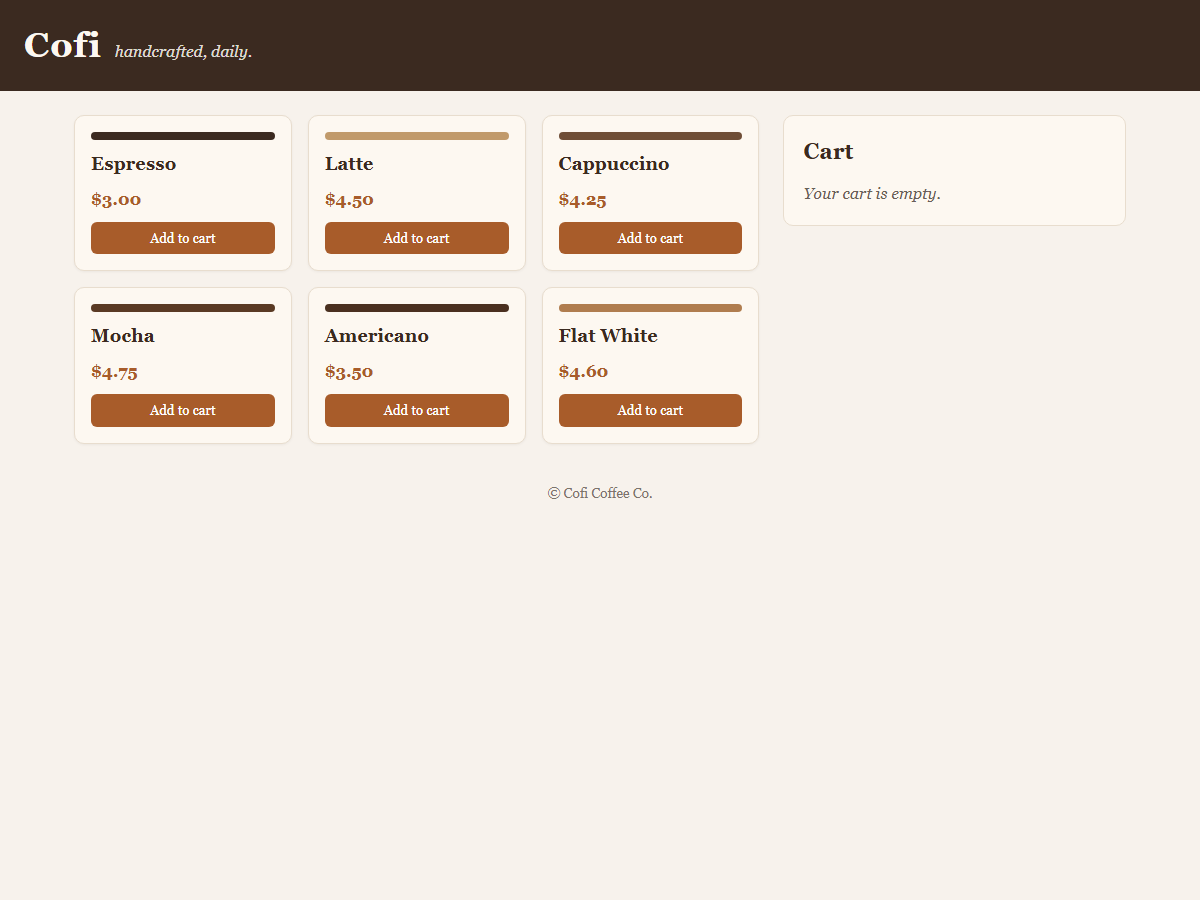 Cofi handcrafted, daily.
Espresso
$3.00
Add to cart
Latte
$4.50
Add to cart
Cappuccino
$4.25
Add to cart
Mocha
$4.75
Add to cart
Americano
$3.50
Add to cart
Flat White
$4.60
Add to cart
Cart
Your cart is empty.
© Cofi Coffee Co.